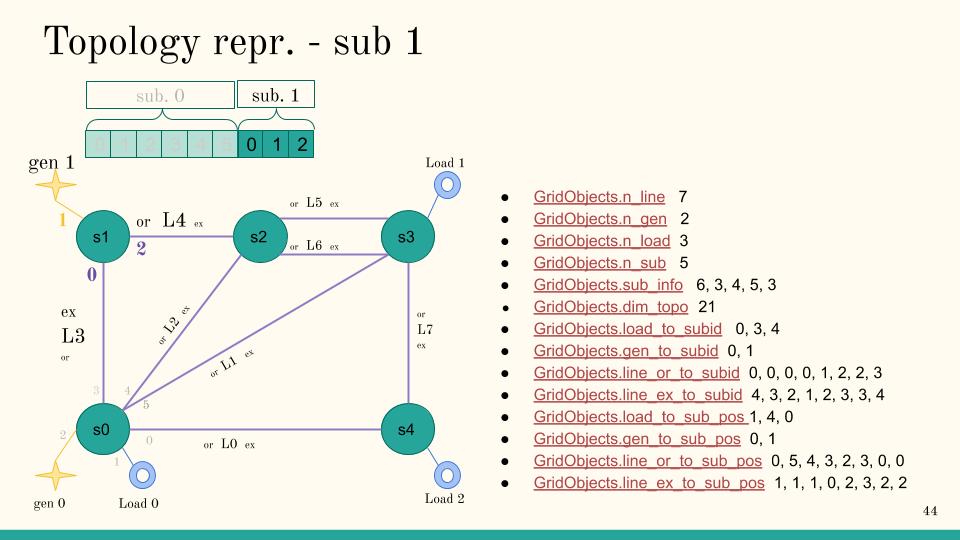 Topology repr. - sub 1
sub. 0
sub. 1
0 1 2 3 4 5 0 1 2
gen 1
Load 1
1
s1
or L4 ex
2
s2
or L5 ex
or L6 ex
s3
0
ex
L3
or
or L2 ex
or L1 ex
or
L7
ex
3
4
5
s0
2
0
1
or L0 ex
s4
gen 0
Load 0
Load 2
● GridObjects.n_line 7
● GridObjects.n_gen 2
● GridObjects.n_load 3
● GridObjects.n_sub 5
● GridObjects.sub_info 6, 3, 4, 5, 3
● GridObjects.dim_topo 21
● GridObjects.load_to_subid 0, 3, 4
● GridObjects.gen_to_subid 0, 1
● GridObjects.line_or_to_subid 0, 0, 0, 0, 1, 2, 2, 3
● GridObjects.line_ex_to_subid 4, 3, 2, 1, 2, 3, 3, 4
● GridObjects.load_to_sub_pos 1, 4, 0
● GridObjects.gen_to_sub_pos 0, 1
● GridObjects.line_or_to_sub_pos 0, 5, 4, 3, 2, 3, 0, 0
● GridObjects.line_ex_to_sub_pos 1, 1, 1, 0, 2, 3, 2, 2
44